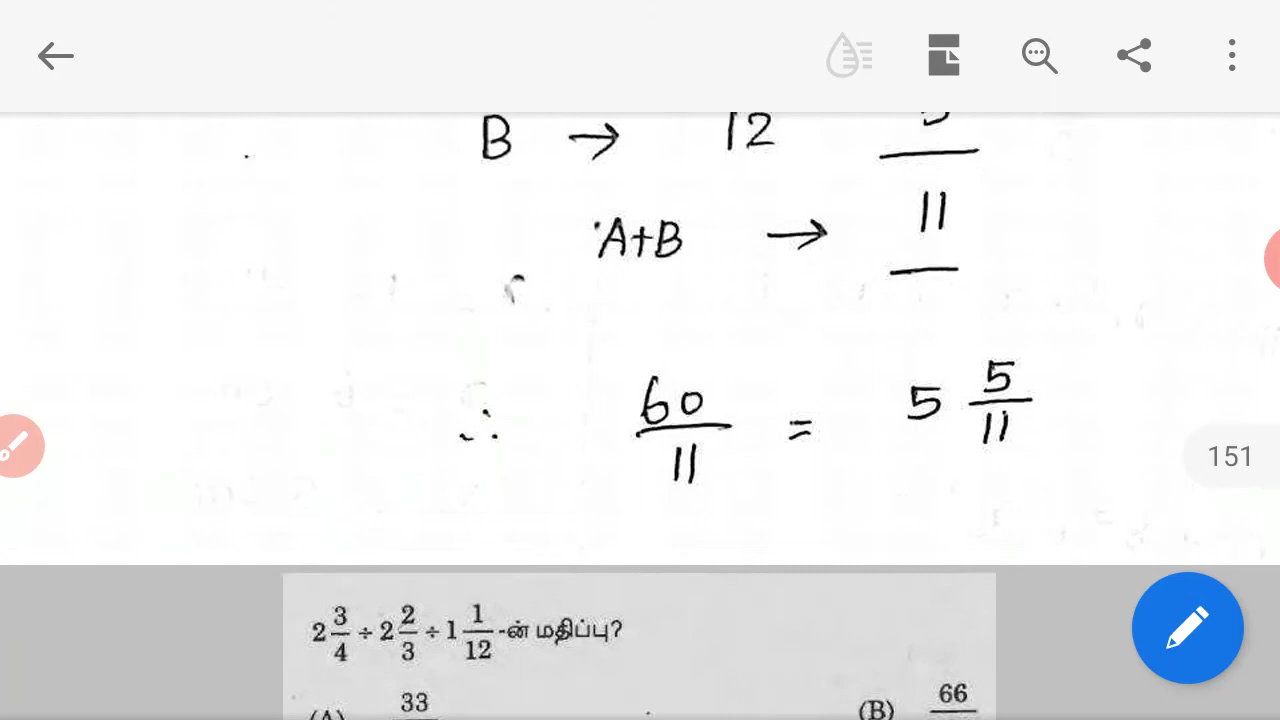 B → 12
A+B → 11
∴ 60/11 = 5 5/11
151
2 3/4 ÷ 2 2/3 ÷ 1 1/12 -ன் மதிப்பு?
(A) 33 (B) 66